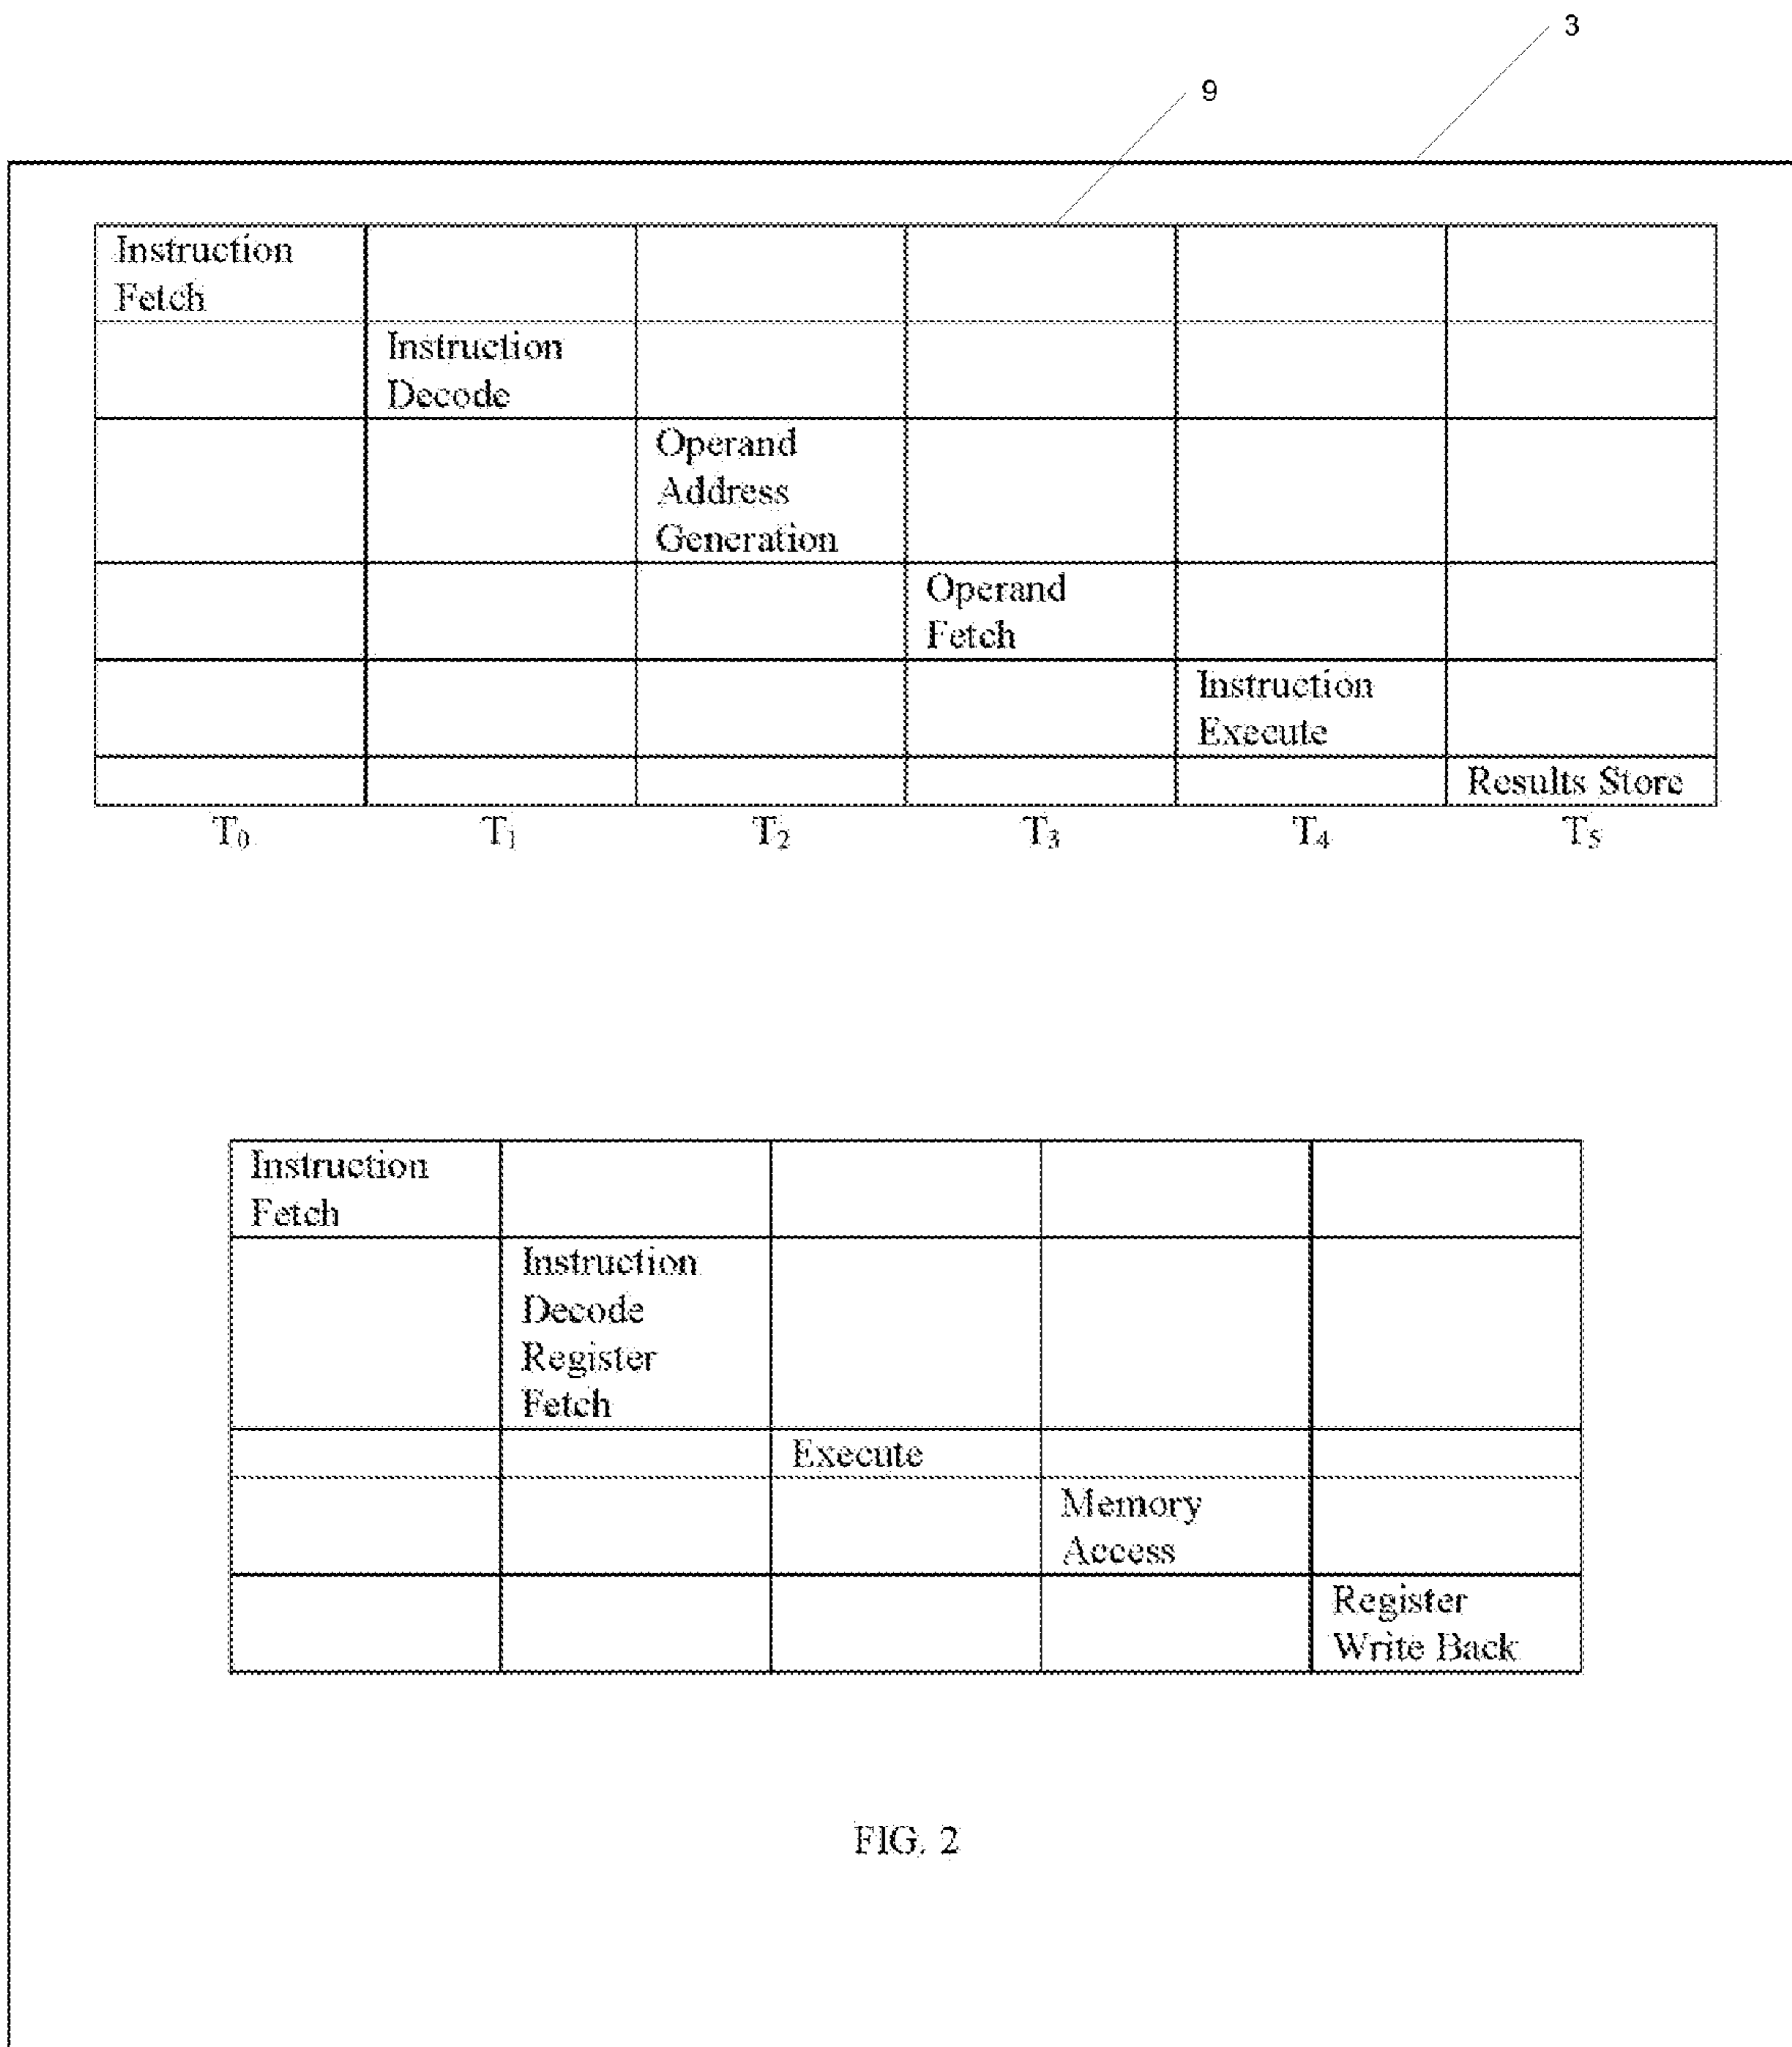 3
9
Instruction
Fetch
Instruction
Decode
Operand
Address
Generation
Operand
Fetch
Instruction
Execute
Results Store
T0 T1 T2 T3 T4 T5
Instruction
Fetch
Instruction
Decode
Register
Fetch
Execute
Memory
Access
Register
Write Back
FIG. 2